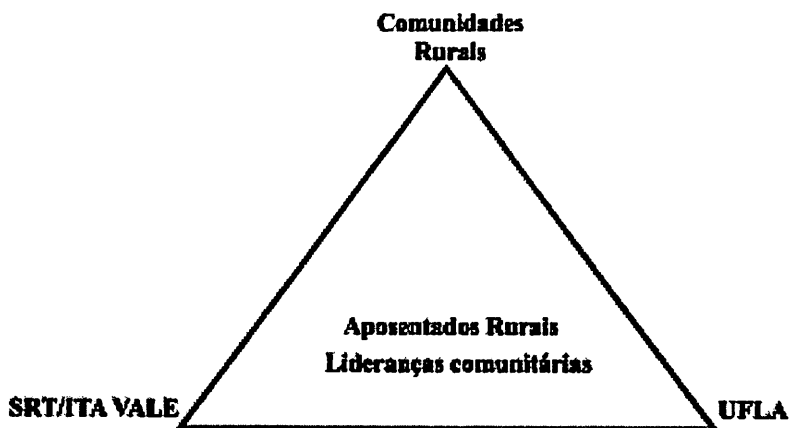 Comunidades
Rurais
Aposentados Rurais
Lideranças comunitárias
SRT/ITA VALE
UFLA